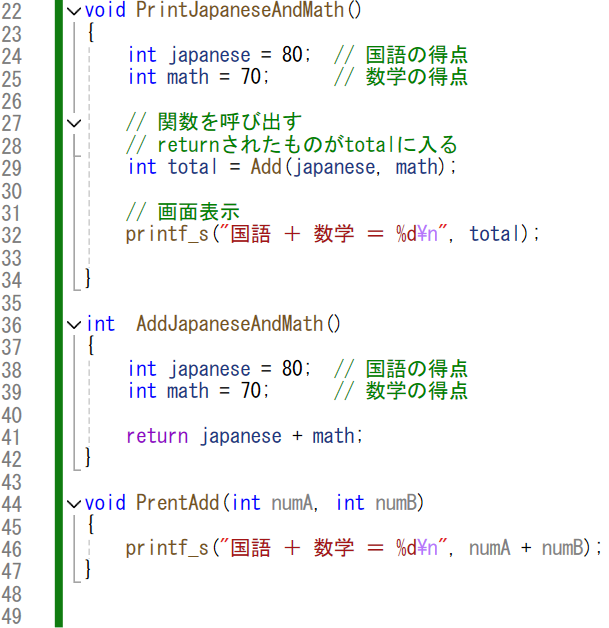 22 void PrintJapaneseAndMath()
23 {
24 int japanese = 80; // 国語の得点
25 int math = 70; // 数学の得点
26
27 // 関数を呼び出す
28 // returnされたものがtotalに入る
29 int total = Add(japanese, math);
30
31 // 画面表示
32 printf_s("国語 ＋ 数学 ＝ %d¥n", total);
33
34 }
35
36 int  AddJapaneseAndMath()
37 {
38 int japanese = 80; // 国語の得点
39 int math = 70; // 数学の得点
40
41 return japanese + math;
42 }
43
44 void PrentAdd(int numA, int numB)
45 {
46 printf_s("国語 ＋ 数学 ＝ %d¥n", numA + numB);
47 }
48
49